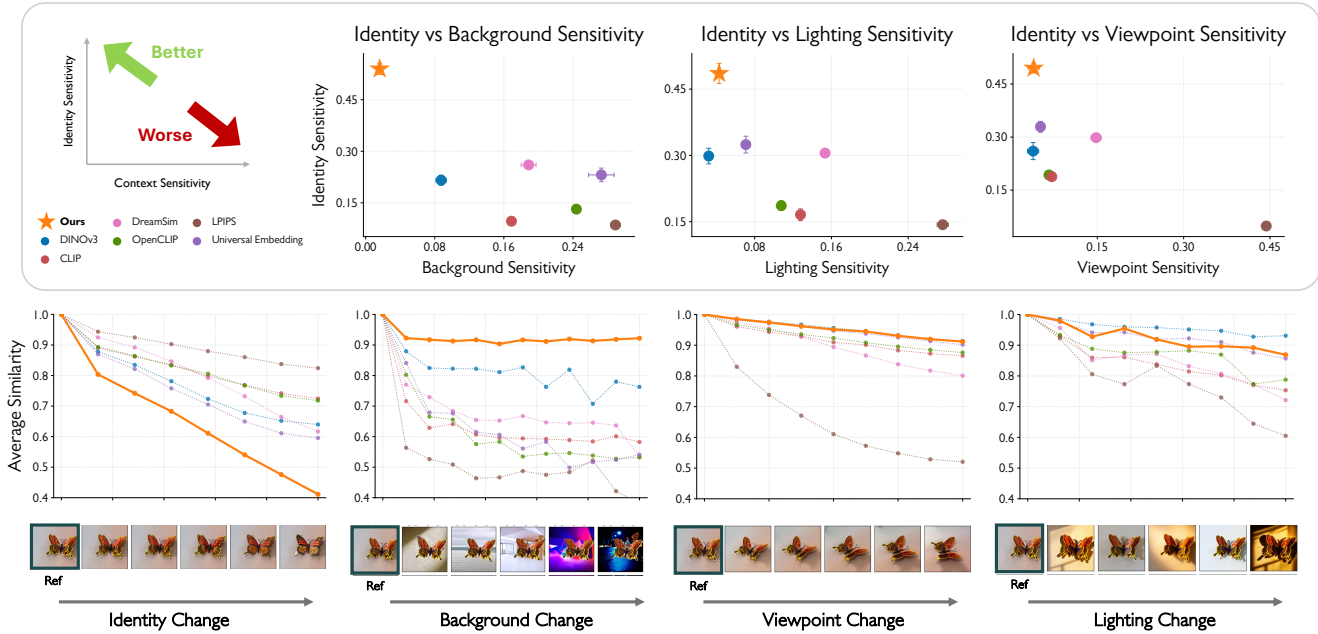 Better
Worse
Identity Sensitivity
Context Sensitivity
Ours
DINOv3
CLIP
DreamSim
OpenCLIP
LPIPS
Universal Embedding
Identity vs Background Sensitivity
Identity Sensitivity
0.45
0.30
0.15
0.00
0.08
0.16
0.24
Background Sensitivity
Identity vs Lighting Sensitivity
0.45
0.30
0.15
0.08
0.16
0.24
Lighting Sensitivity
Identity vs Viewpoint Sensitivity
0.45
0.30
0.15
0.15
0.30
0.45
Viewpoint Sensitivity
Average Similarity
1.0
0.9
0.8
0.7
0.6
0.5
0.4
Ref
Identity Change
1.0
0.9
0.8
0.7
0.6
0.5
0.4
Ref
Background Change
1.0
0.9
0.8
0.7
0.6
0.5
0.4
Ref
Viewpoint Change
1.0
0.9
0.8
0.7
0.6
0.5
0.4
Ref
Lighting Change